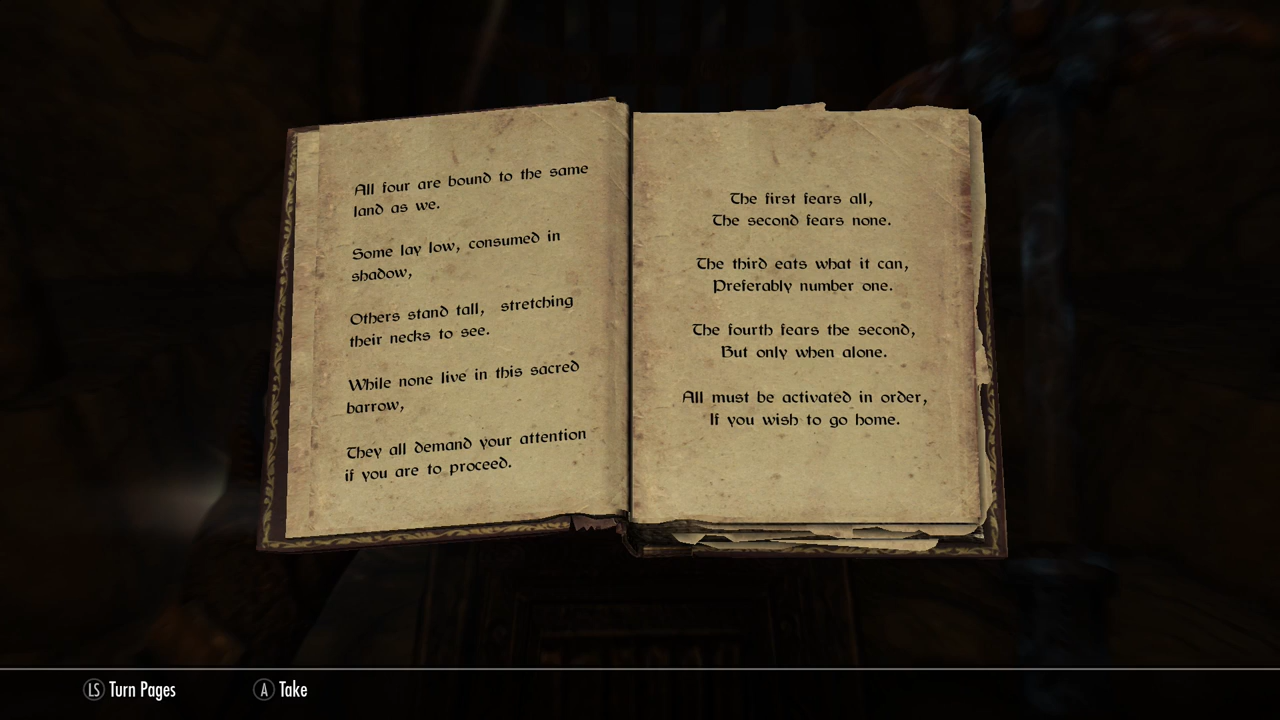 All four are bound to the same
land as we.
Some lay low, consumed in
shadow,
Others stand tall, stretching
their necks to see.
While none live in this sacred
barrow,
They all demand your attention
if you are to proceed.
The first fears all,
The second fears none.
The third eats what it can,
Preferably number one.
The fourth fears the second,
But only when alone.
All must be activated in order,
If you wish to go home.
LS Turn Pages
A Take